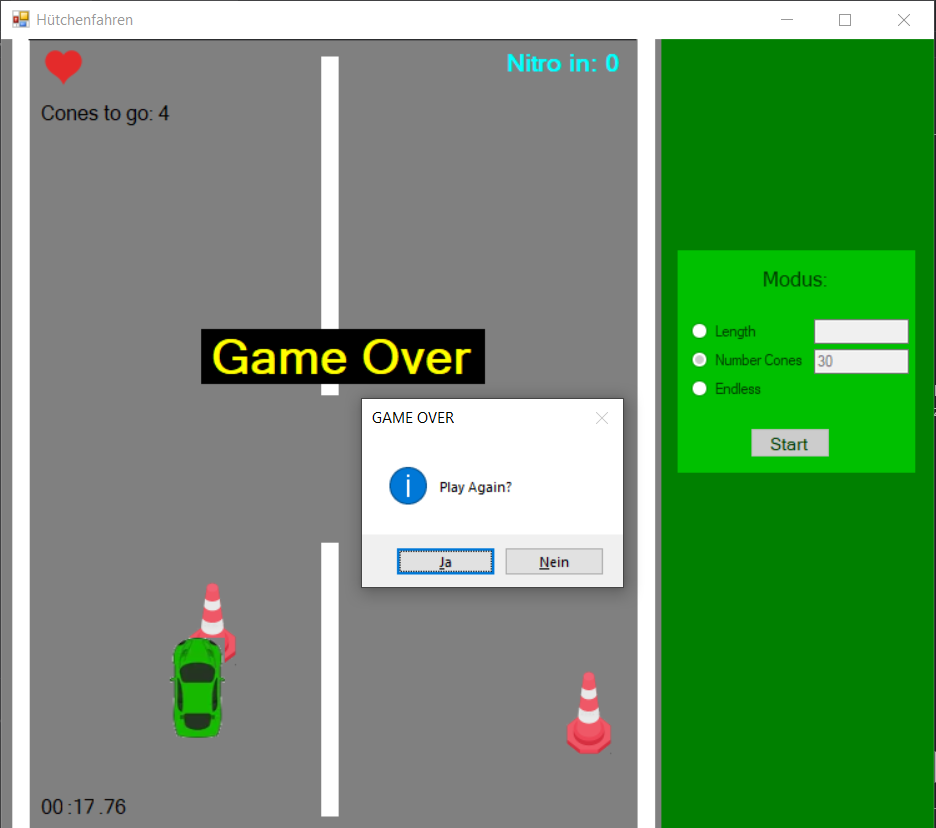 Hütchenfahren
Nitro in: 0
Cones to go: 4
Game Over
GAME OVER
Play Again?
Ja
Nein
00:17.76
Modus:
Length
Number Cones 30
Endless
Start